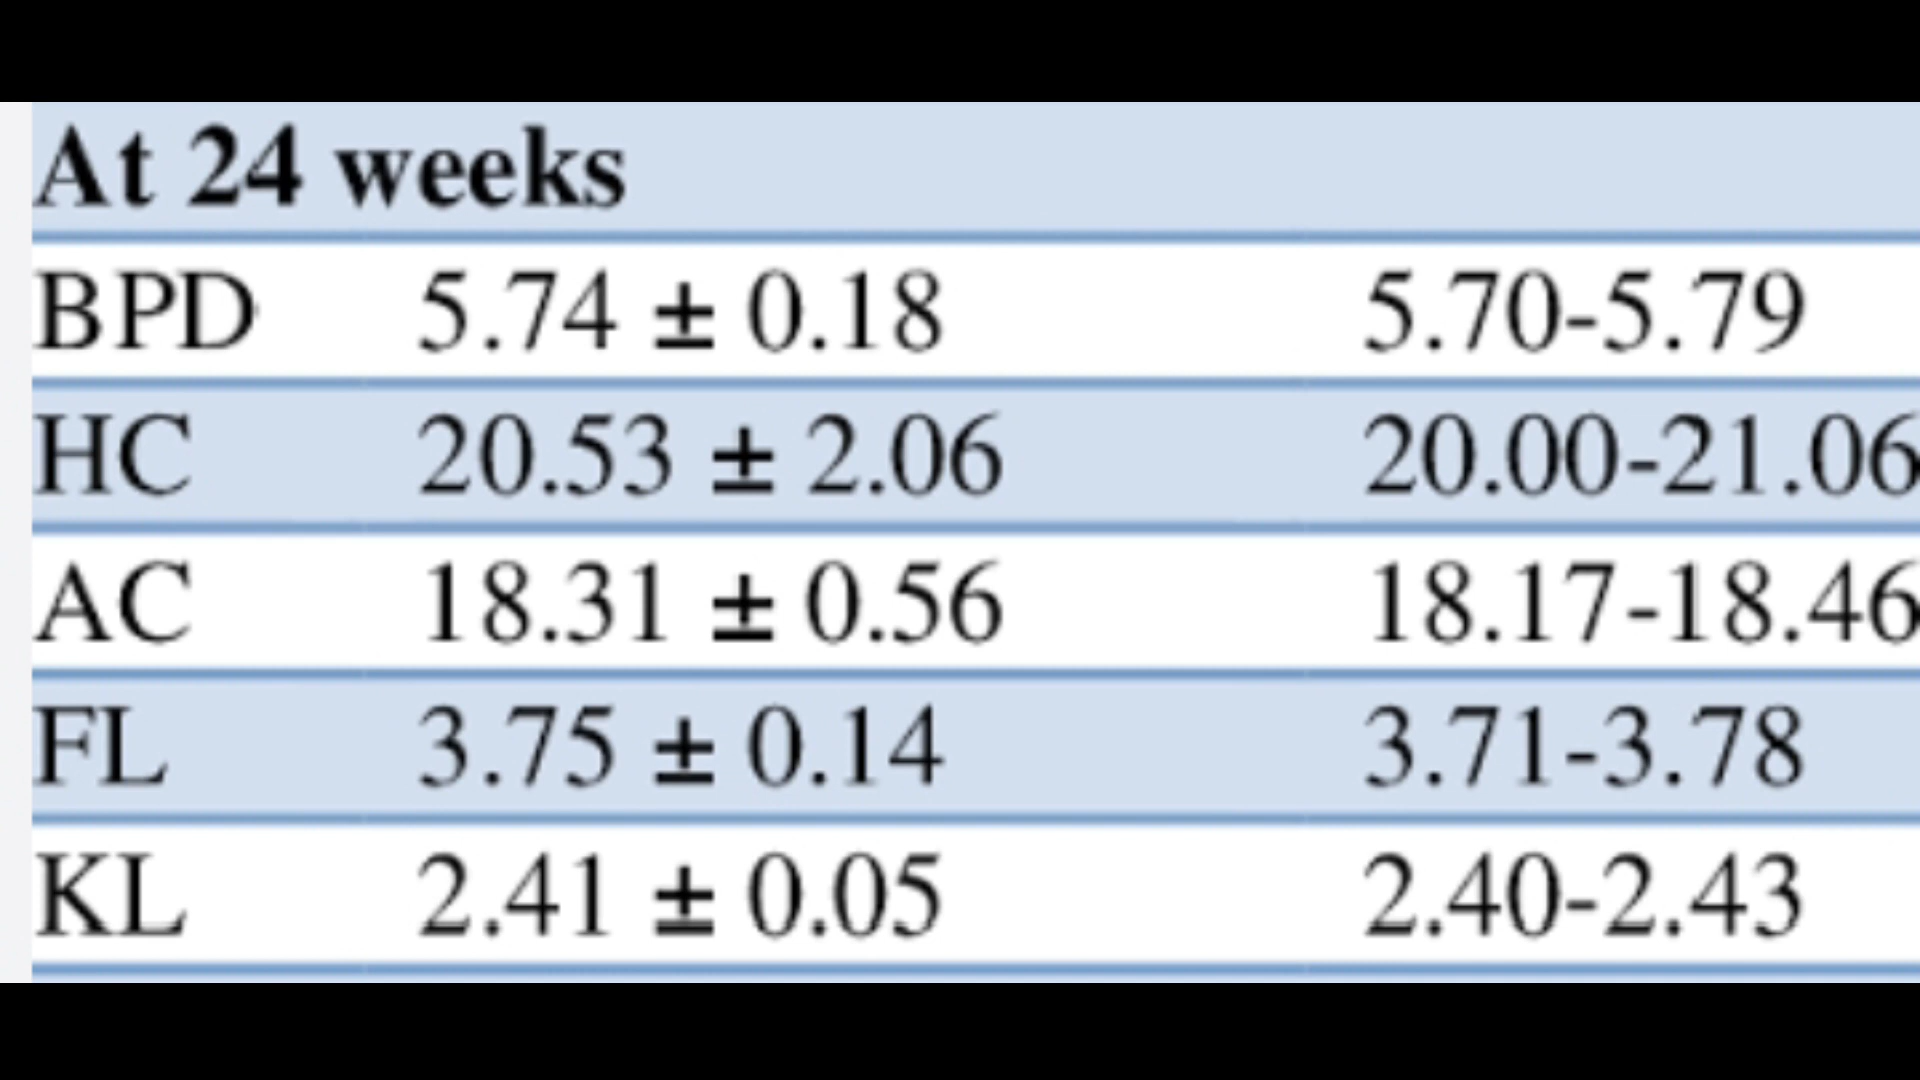 At 24 weeks
BPD 5.74 ± 0.18 5.70-5.79
HC 20.53 ± 2.06 20.00-21.06
AC 18.31 ± 0.56 18.17-18.46
FL 3.75 ± 0.14 3.71-3.78
KL 2.41 ± 0.05 2.40-2.43